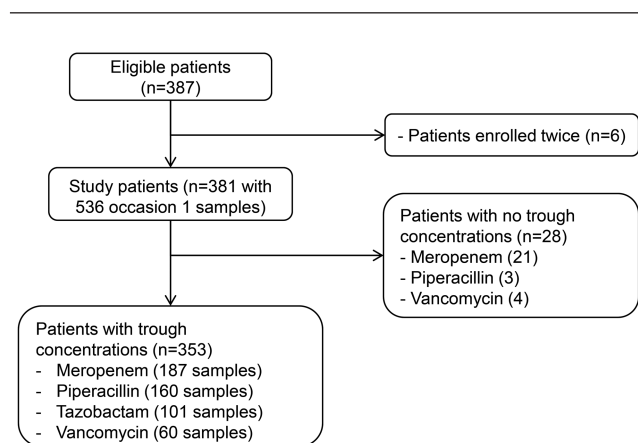 Eligible patients
(n=387)
- Patients enrolled twice (n=6)
Study patients (n=381 with
536 occasion 1 samples)
Patients with no trough
concentrations (n=28)
- Meropenem (21)
- Piperacillin (3)
- Vancomycin (4)
Patients with trough
concentrations (n=353)
- Meropenem (187 samples)
- Piperacillin (160 samples)
- Tazobactam (101 samples)
- Vancomycin (60 samples)